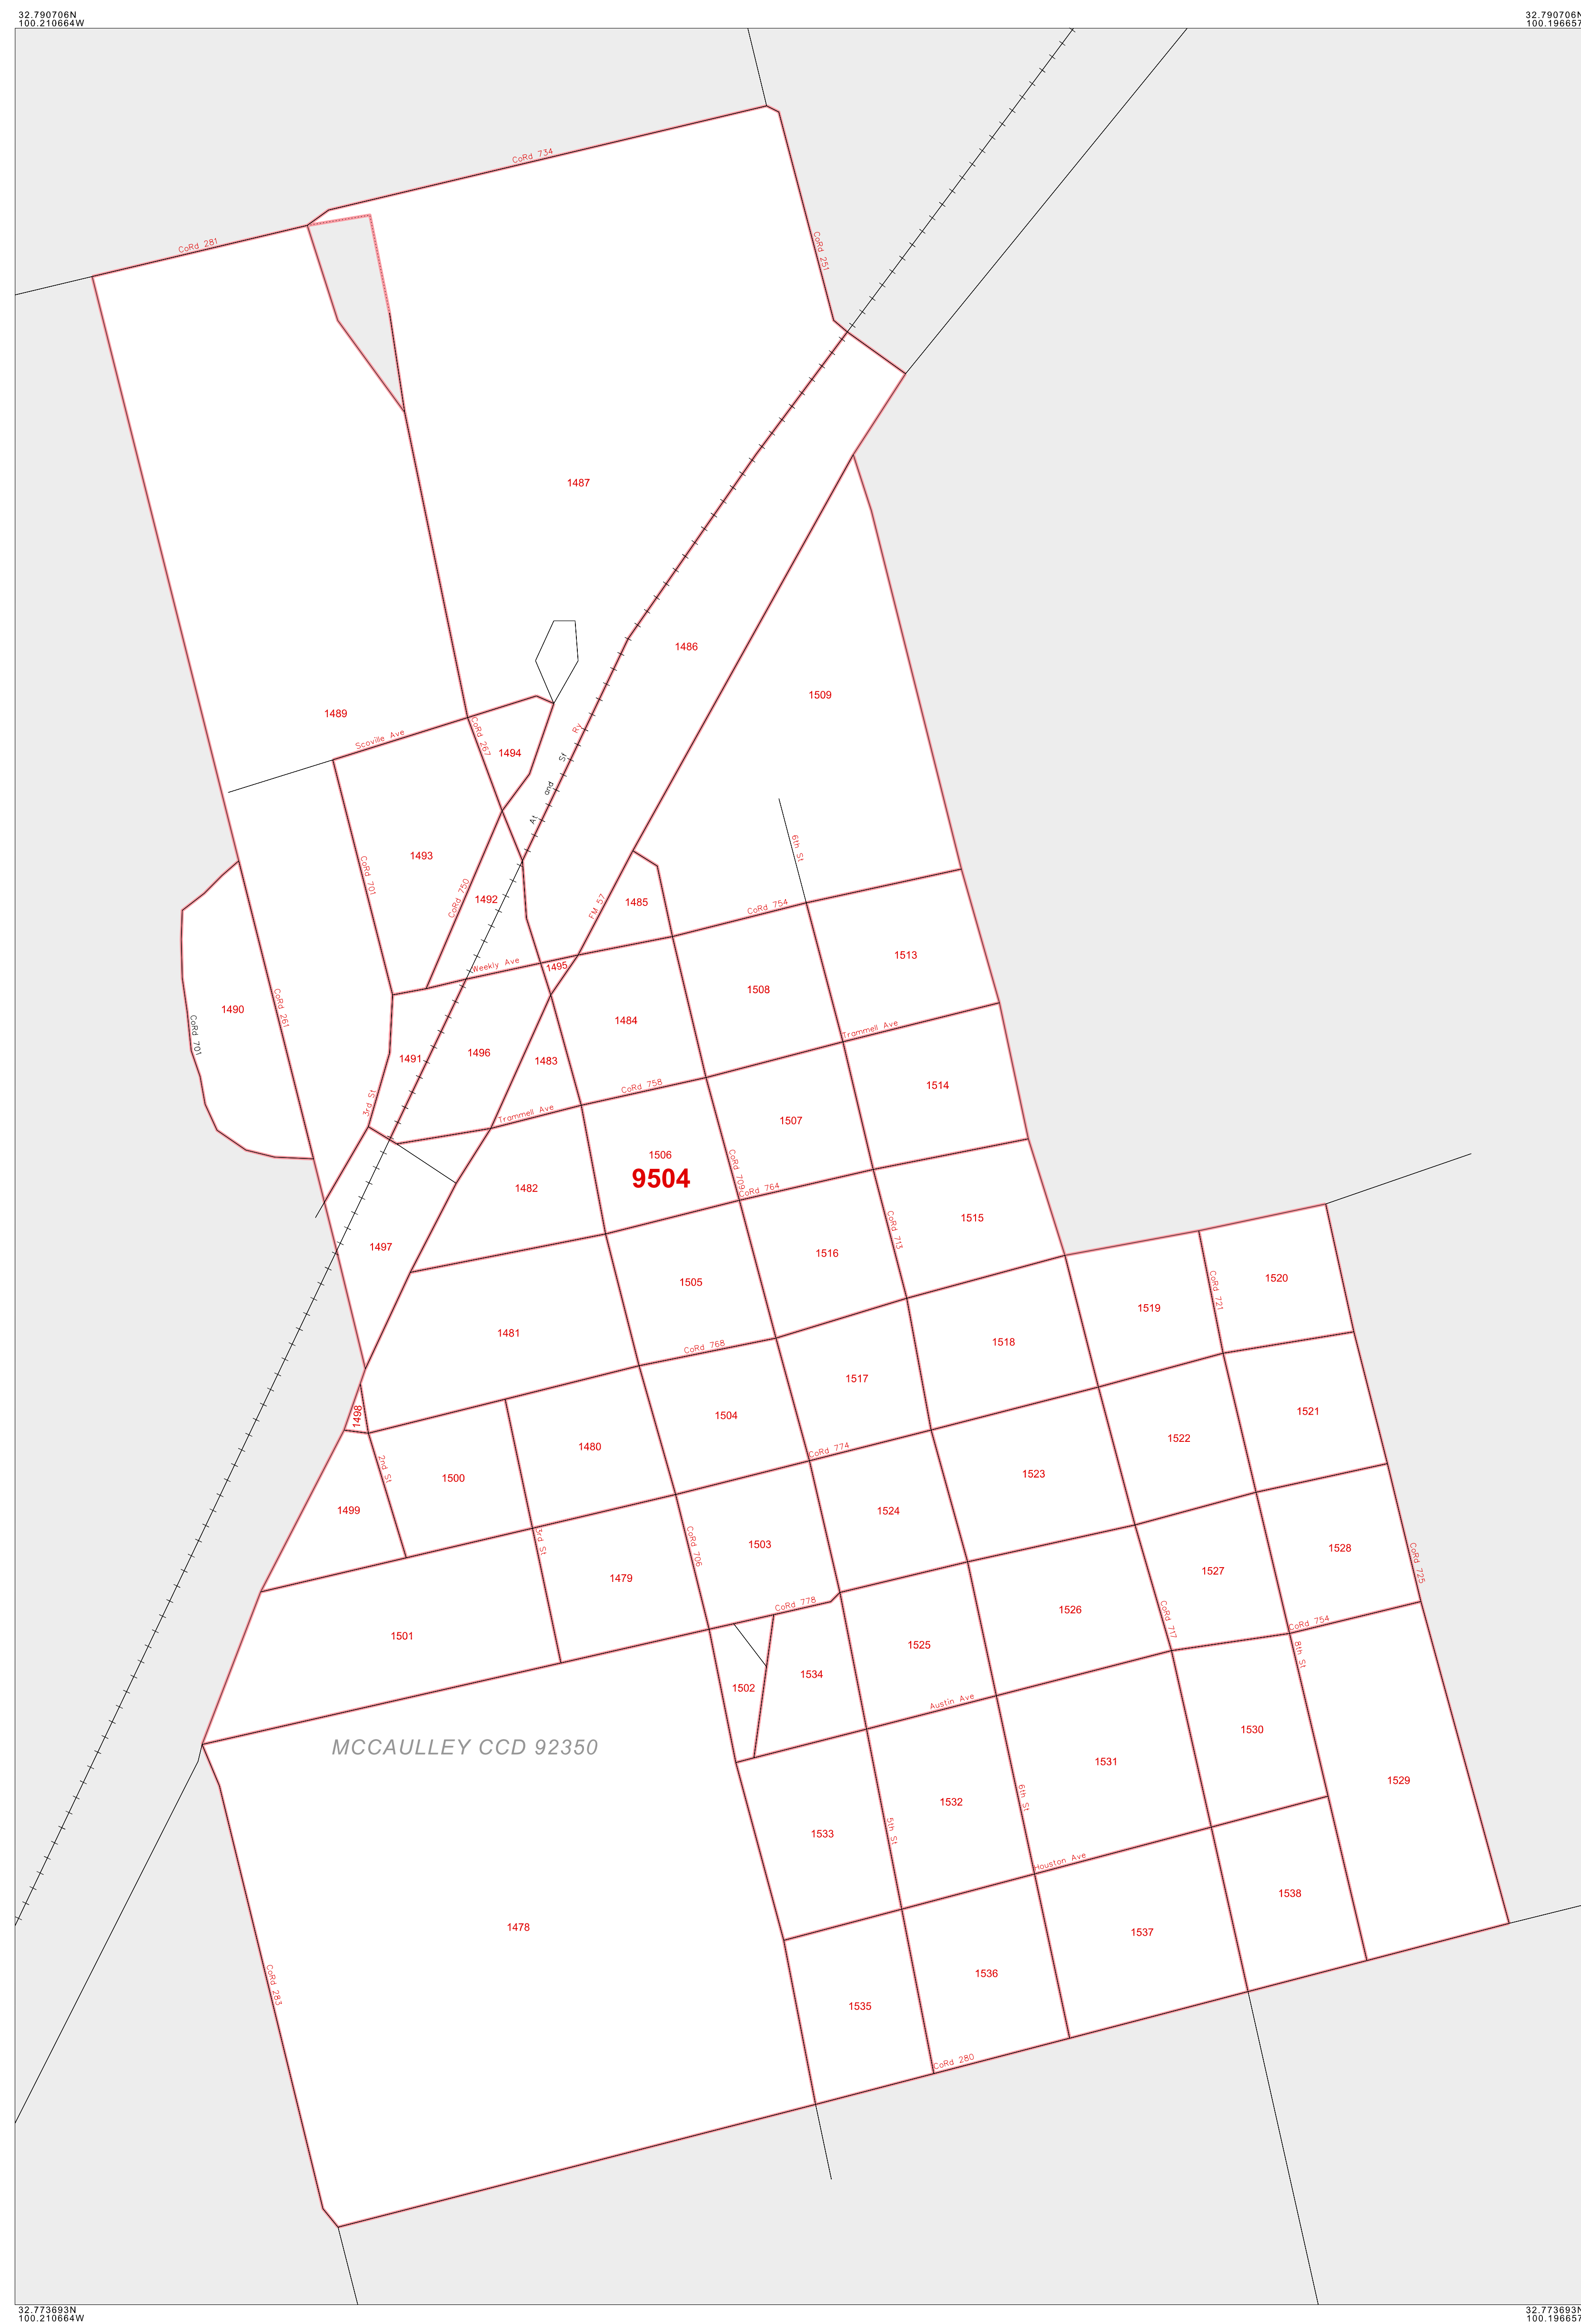 32.790706N
100.210664W
32.790706N
100.196657
CoRd 734
CoRd 281
CoRd 251
1487
1486
1509
1489
Scoville Ave
CoRd 267
1494
At and Sf Ry
6th St
1493
CoRd 701
CoRd 750
1492
FM 57
1485
CoRd 754
1513
Weekly Ave
1495
1508
1490
CoRd 261
CoRd 701
1484
Trammell Ave
1491
1496
1483
CoRd 758
1514
3rd St
Trammell Ave
1507
1506
9504
CoRd 709
CoRd 764
1482
1515
CoRd 713
1497
1516
1505
1520
CoRd 721
1519
1481
CoRd 768
1518
1517
1498
1504
1521
1522
1480
CoRd 774
2nd St
1500
1523
1499
1524
3rd St
CoRd 706
1503
1528
CoRd 725
1527
1479
CoRd 778
1526
CoRd 717
CoRd 754
1501
1525
8th St
1534
1502
Austin Ave
MCCAULLEY CCD 92350
1530
1531
1529
1532
6th St
1533
5th St
Houston Ave
1538
1478
1537
CoRd 283
1536
1535
CoRd 280
32.773693N
100.210664W
32.773693N
100.196657